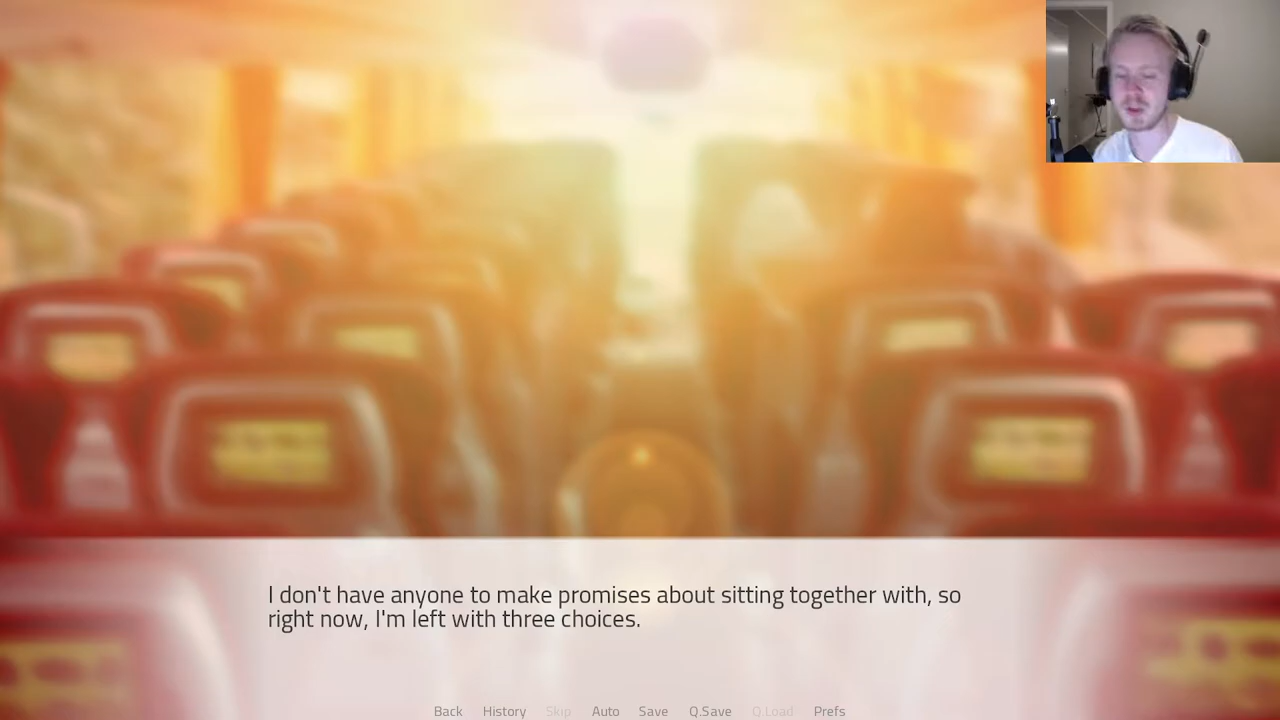 I don't have anyone to make promises about sitting together with, so
right now, I'm left with three choices.
Back History Skip Auto Save Q.Save Q.Load Prefs